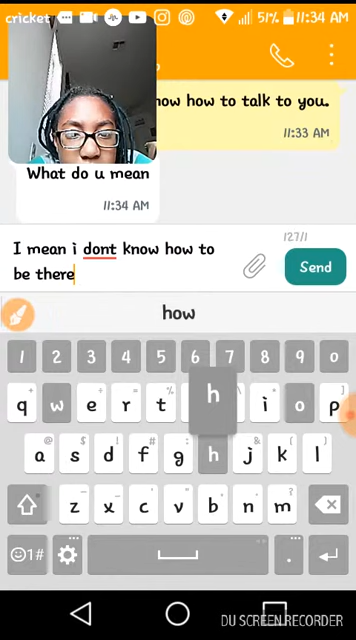 cricket 51% 11:34 AM
now how to talk to you.
11:33 AM
What do u mean
11:34 AM
I mean i dont know how to
be there
127/1
Send
how
1 2 3 4 5 6 7 8 9 0
q w e r t h i o p
a s d f g h j k l
z x c v b n m
1# .
DU SCREEN RECORDER